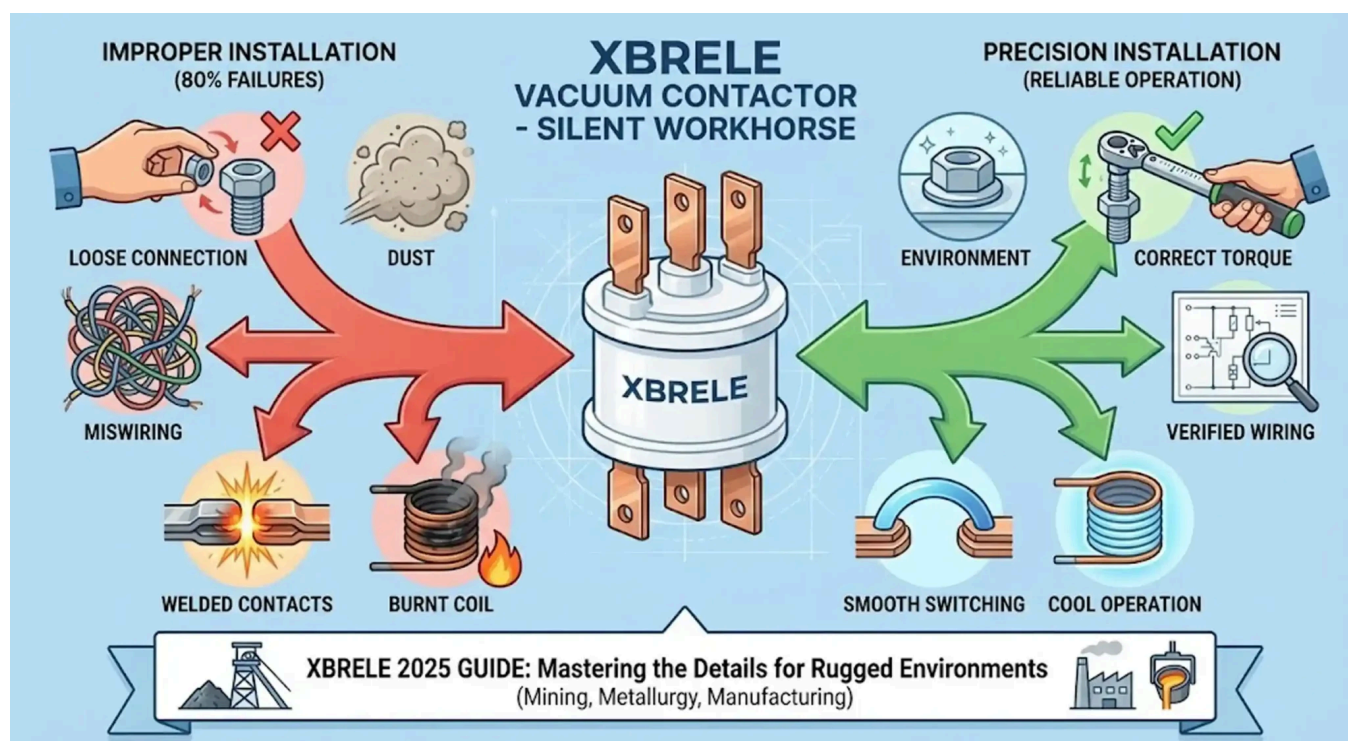 IMPROPER INSTALLATION
(80% FAILURES)
LOOSE CONNECTION
DUST
MISWIRING
WELDED CONTACTS
BURNT COIL
XBRELE
VACUUM CONTACTOR
- SILENT WORKHORSE
XBRELE
PRECISION INSTALLATION
(RELIABLE OPERATION)
ENVIRONMENT
CORRECT TORQUE
VERIFIED WIRING
SMOOTH SWITCHING
COOL OPERATION
XBRELE 2025 GUIDE: Mastering the Details for Rugged Environments
(Mining, Metallurgy, Manufacturing)